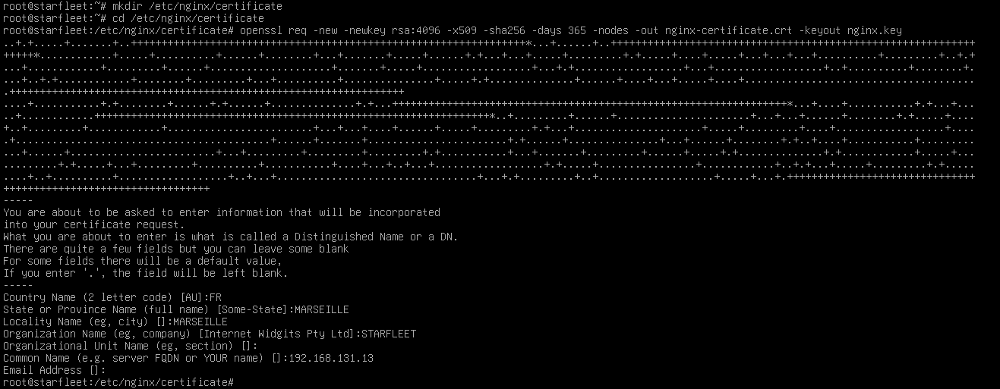 root@starfleet:~# mkdir /etc/nginx/certificate
root@starfleet:~# cd /etc/nginx/certificate
root@starfleet:/etc/nginx/certificate# openssl req -new -newkey rsa:4096 -x509 -sha256 -days 365 -nodes -out nginx-certificate.crt -keyout nginx.key
-----
You are about to be asked to enter information that will be incorporated
into your certificate request.
What you are about to enter is what is called a Distinguished Name or a DN.
There are quite a few fields but you can leave some blank
For some fields there will be a default value,
If you enter '.', the field will be left blank.
-----
Country Name (2 letter code) [AU]:FR
State or Province Name (full name) [Some-State]:MARSEILLE
Locality Name (eg, city) []:MARSEILLE
Organization Name (eg, company) [Internet Widgits Pty Ltd]:STARFLEET
Organizational Unit Name (eg, section) []:
Common Name (e.g. server FQDN or YOUR name) []:192.168.131.13
Email Address []:
root@starfleet:/etc/nginx/certificate#